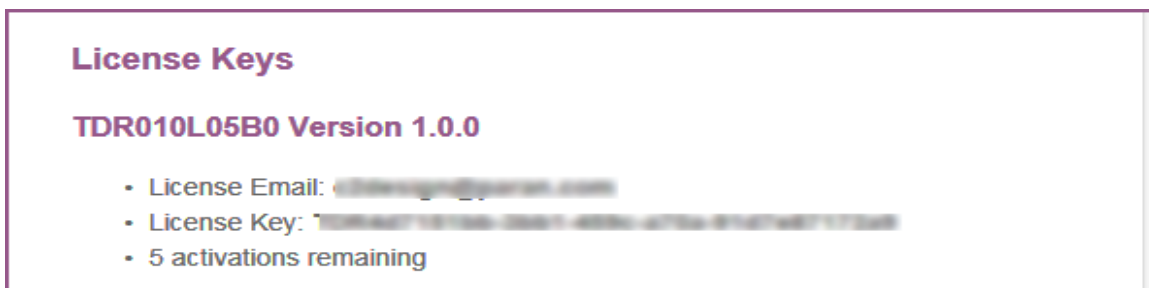 License Keys
TDR010L05B0 Version 1.0.0
• License Email:
• License Key:
• 5 activations remaining